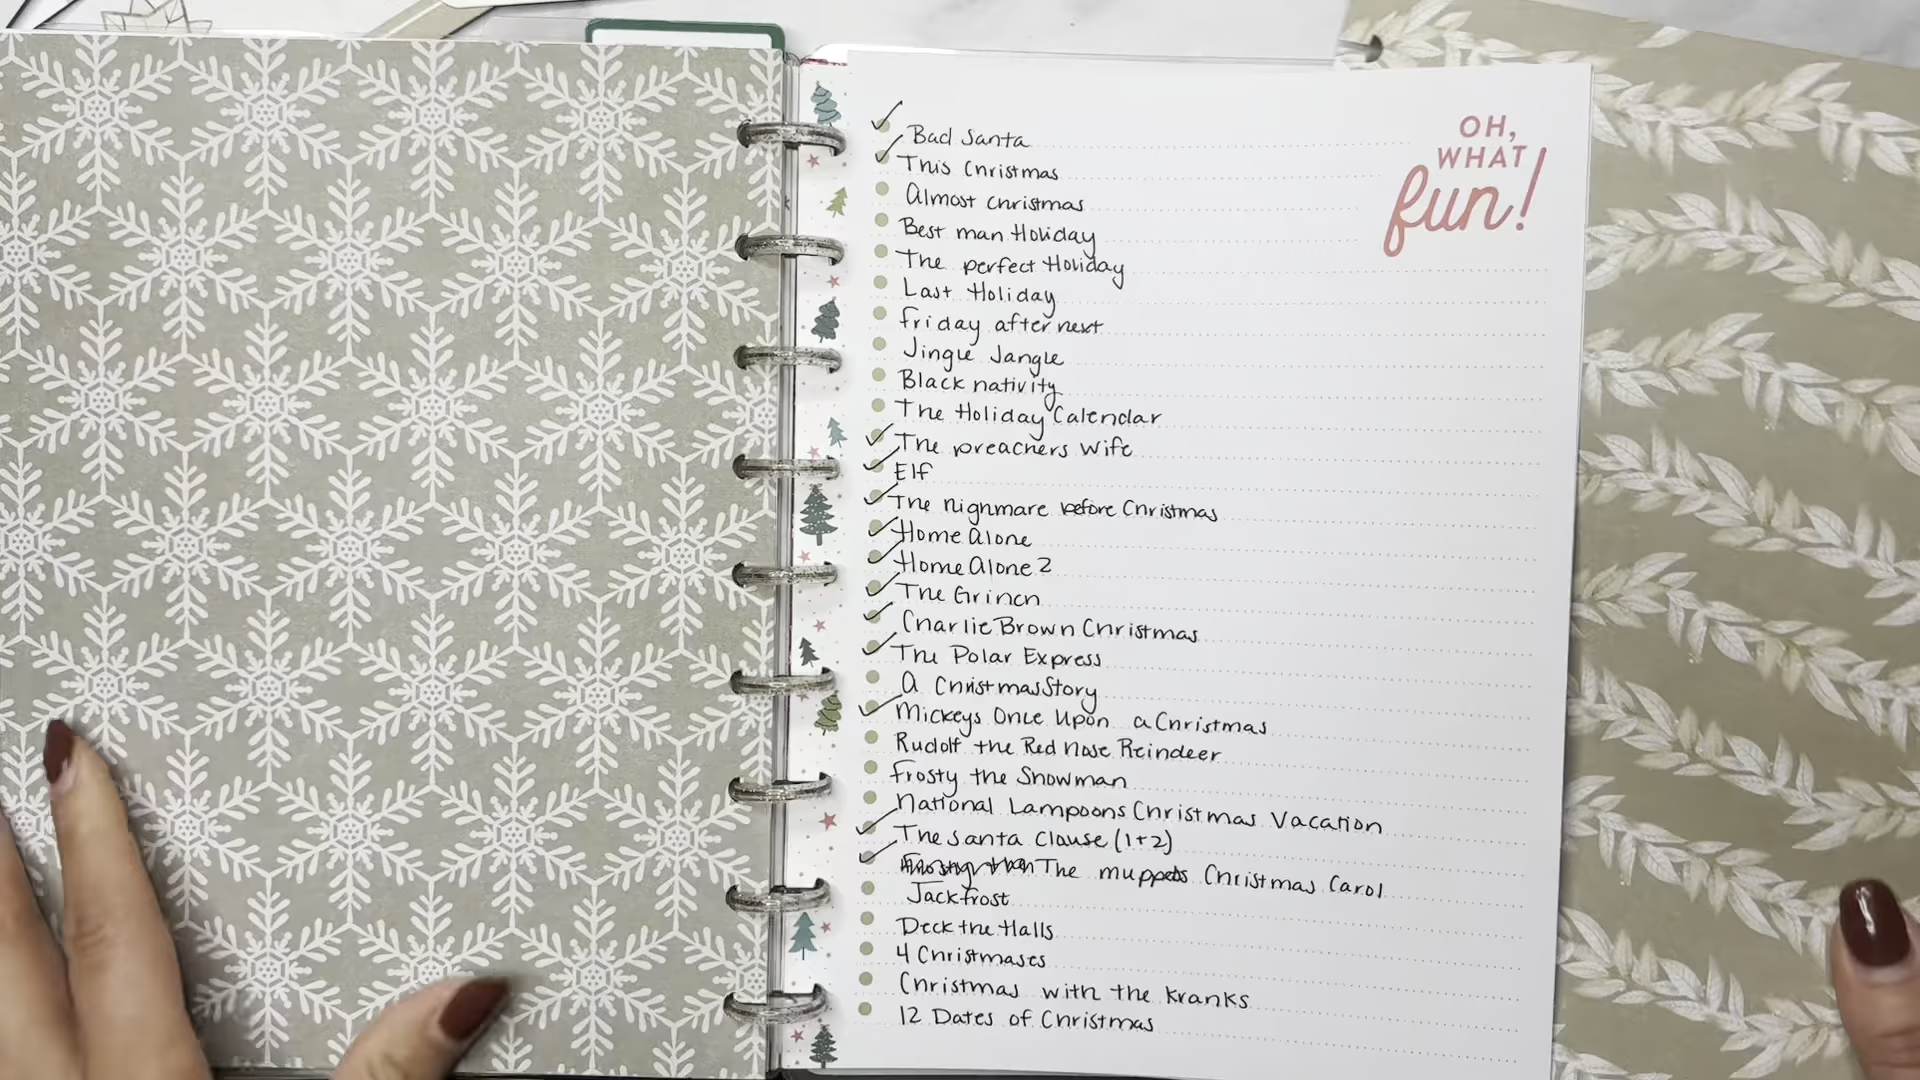 OH,
WHAT
fun!
Bad Santa
This Christmas
Almost Christmas
Best man Holiday
The perfect Holiday
Last Holiday
friday after next
Jingle Jangle
Black nativity
The Holiday Calendar
The preachers Wife
Elf
The nighmare before Christmas
Home Alone
Home Alone 2
The Grinch
Charlie Brown Christmas
The Polar Express
A Christmas Story
Mickeys Once Upon a Christmas
Rudolf the Red Nose Reindeer
Frosty the Snowman
National Lampoons Christmas Vacation
The Santa Clause (1+2)
The muppets Christmas Carol
Jack frost
Deck the Halls
4 Christmases
Christmas with the Kranks
12 Dates of Christmas